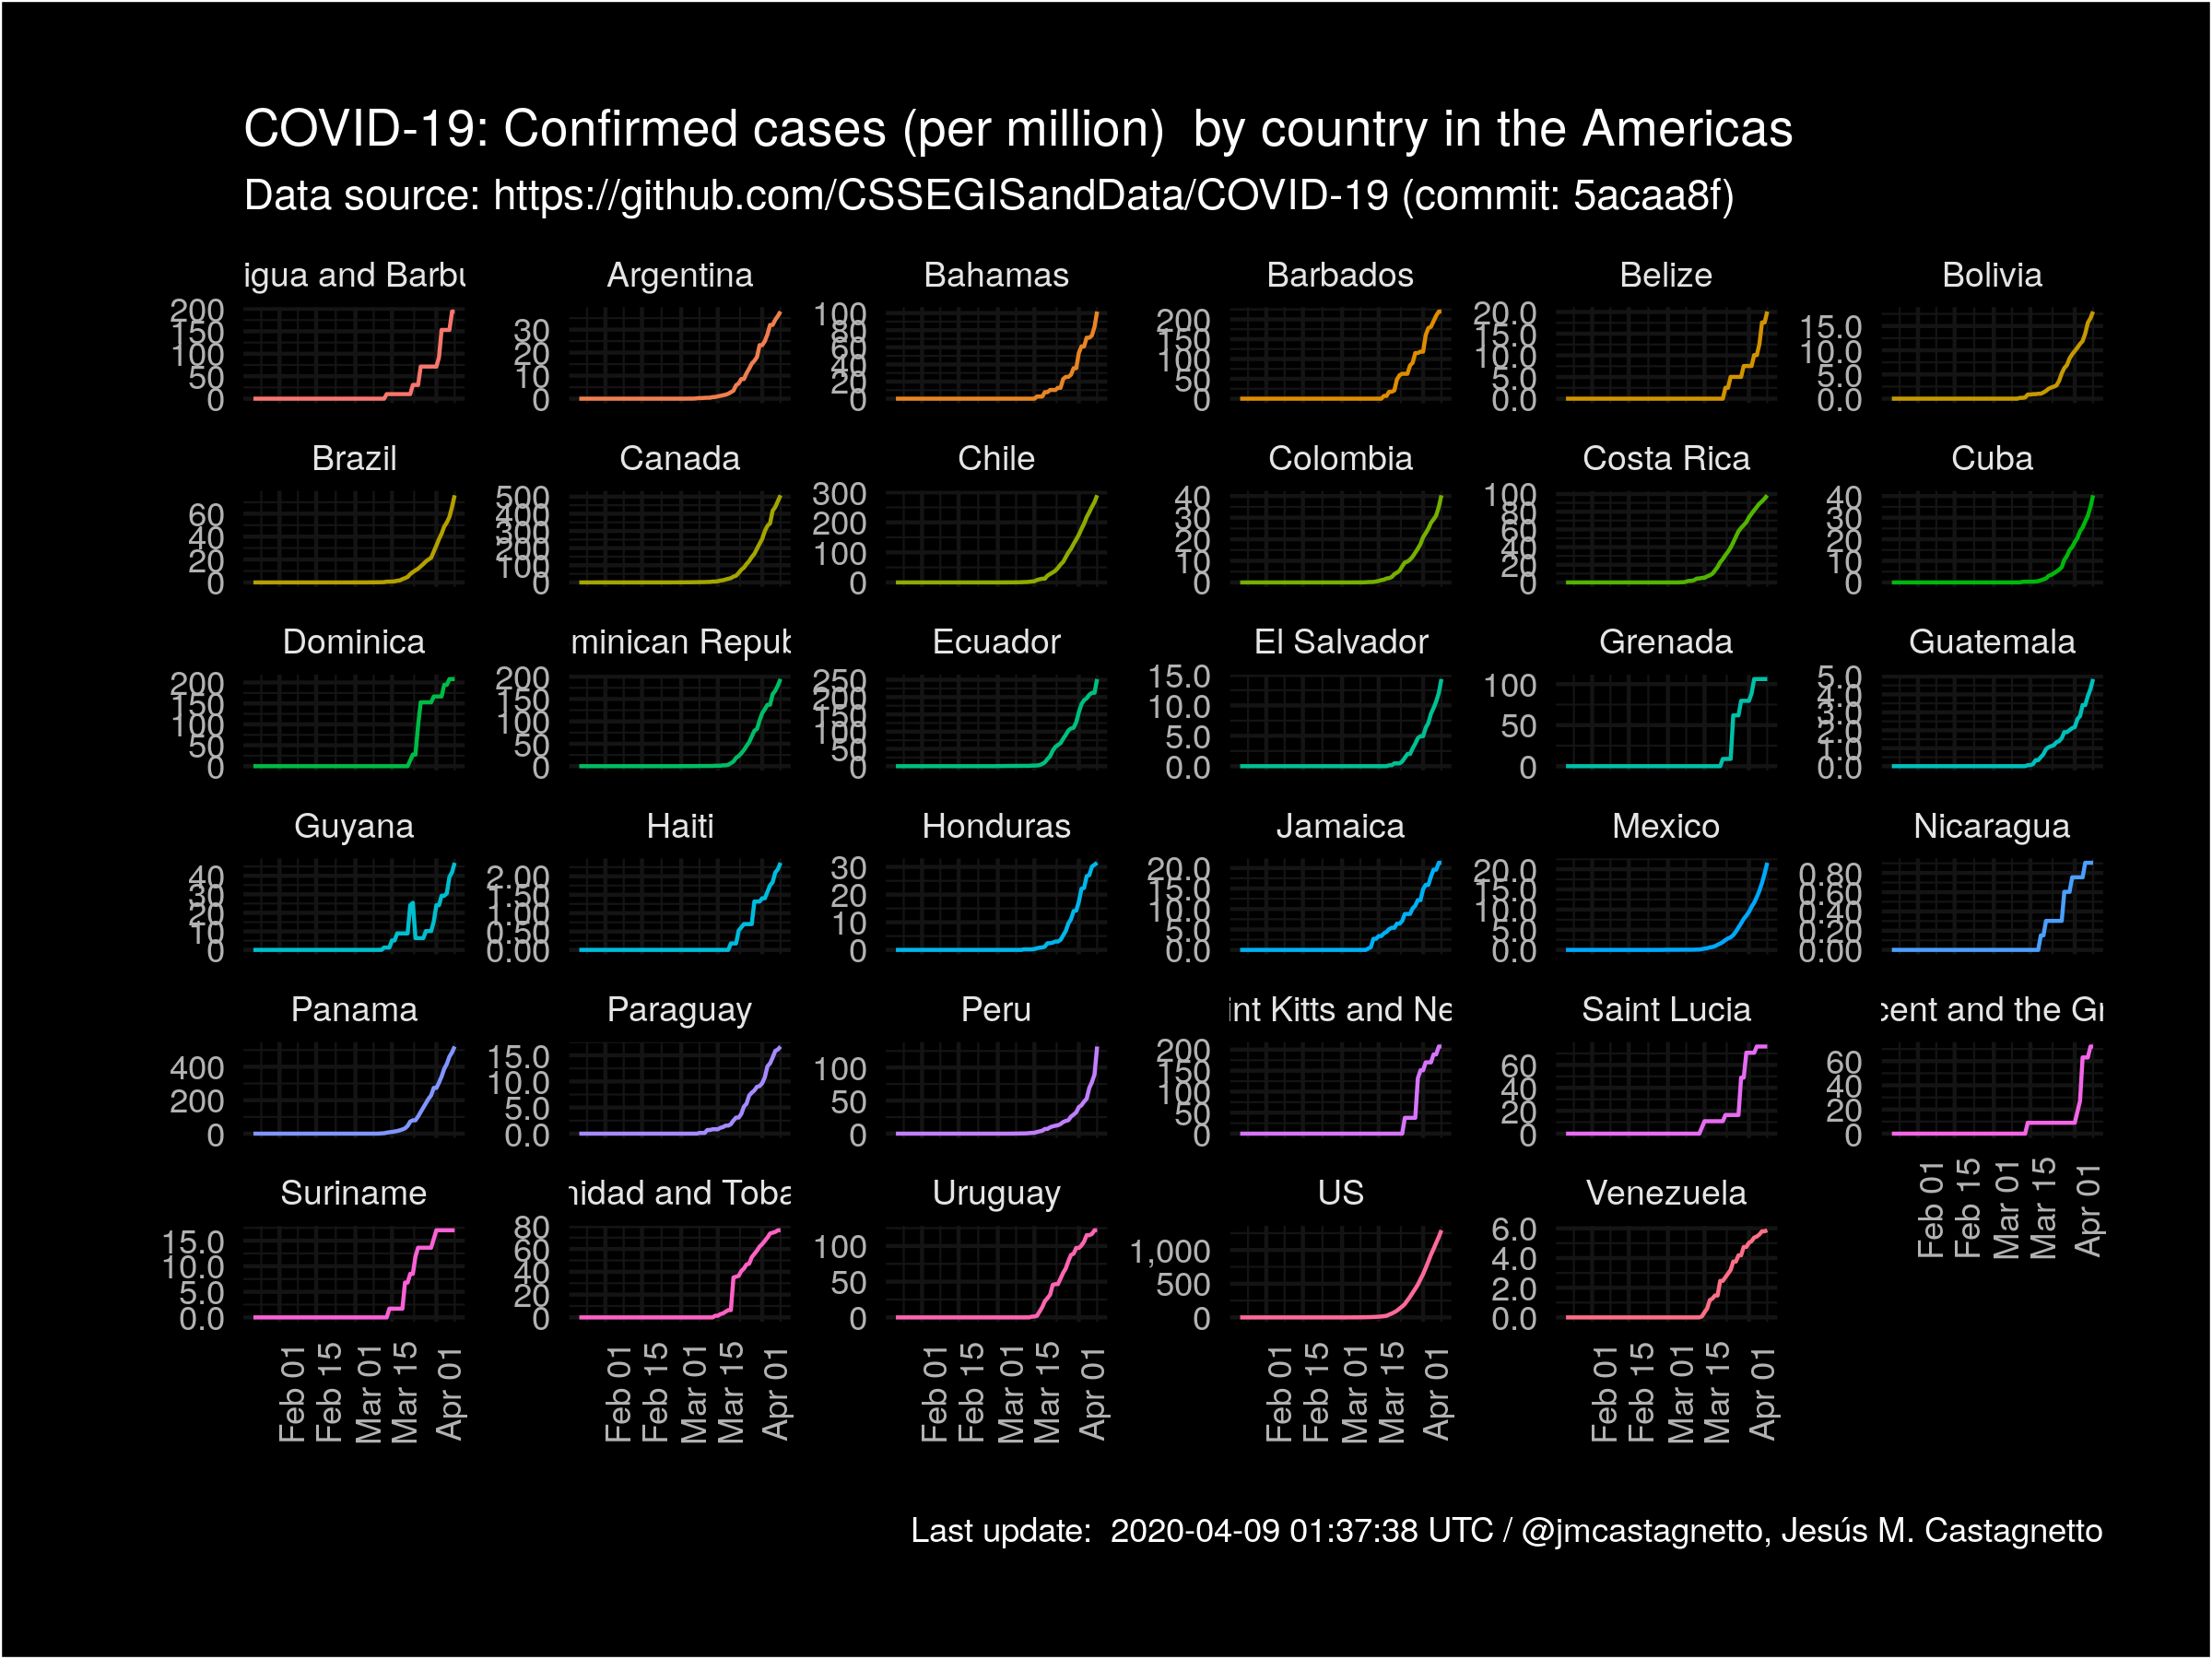 COVID-19: Confirmed cases (per million)  by country in the Americas
Data source: https://github.com/CSSEGISandData/COVID-19 (commit: 5acaa8f)
igua and Barbu Argentina Bahamas Barbados Belize Bolivia
200 150 100 50 0
30 20 10 0
100 80 60 40 20 0
200 150 100 50 0
20.0 15.0 10.0 5.0 0.0
15.0 10.0 5.0 0.0
Brazil Canada Chile Colombia Costa Rica Cuba
60 40 20 0
500 400 300 200 100 0
300 200 100 0
40 30 20 10 0
100 80 60 40 20 0
40 30 20 10 0
Dominica minican Repub Ecuador El Salvador Grenada Guatemala
200 150 100 50 0
200 150 100 50 0
250 200 150 100 50 0
15.0 10.0 5.0 0.0
100 50 0
5.0 4.0 3.0 2.0 1.0 0.0
Guyana Haiti Honduras Jamaica Mexico Nicaragua
40 30 20 10 0
2.00 1.50 1.00 0.50 0.00
30 20 10 0
20.0 15.0 10.0 5.0 0.0
20.0 15.0 10.0 5.0 0.0
0.80 0.60 0.40 0.20 0.00
Panama Paraguay Peru int Kitts and Ne Saint Lucia cent and the Gr
400 200 0
15.0 10.0 5.0 0.0
100 50 0
200 150 100 50 0
60 40 20 0
60 40 20 0
Feb 01 Feb 15 Mar 01 Mar 15 Apr 01
Suriname nidad and Toba Uruguay US Venezuela
15.0 10.0 5.0 0.0
80 60 40 20 0
100 50 0
1,000 500 0
6.0 4.0 2.0 0.0
Feb 01 Feb 15 Mar 01 Mar 15 Apr 01
Feb 01 Feb 15 Mar 01 Mar 15 Apr 01
Feb 01 Feb 15 Mar 01 Mar 15 Apr 01
Feb 01 Feb 15 Mar 01 Mar 15 Apr 01
Feb 01 Feb 15 Mar 01 Mar 15 Apr 01
Last update:  2020-04-09 01:37:38 UTC / @jmcastagnetto, Jesús M. Castagnetto